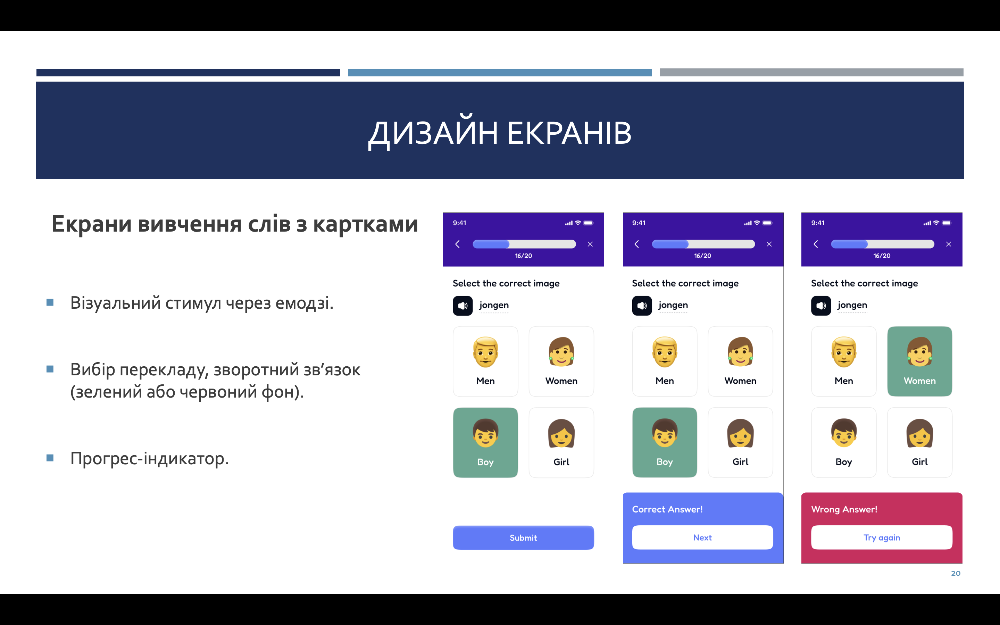 ДИЗАЙН ЕКРАНІВ
Екрани вивчення слів з картками
Візуальний стимул через емодзі.
Вибір перекладу, зворотний зв’язок
(зелений або червоний фон).
Прогрес-індикатор.
9:41
16/20
Select the correct image
jongen
Men
Women
Boy
Girl
Submit
9:41
16/20
Select the correct image
jongen
Men
Women
Boy
Girl
Correct Answer!
Next
9:41
16/20
Select the correct image
jongen
Men
Women
Boy
Girl
Wrong Answer!
Try again
20